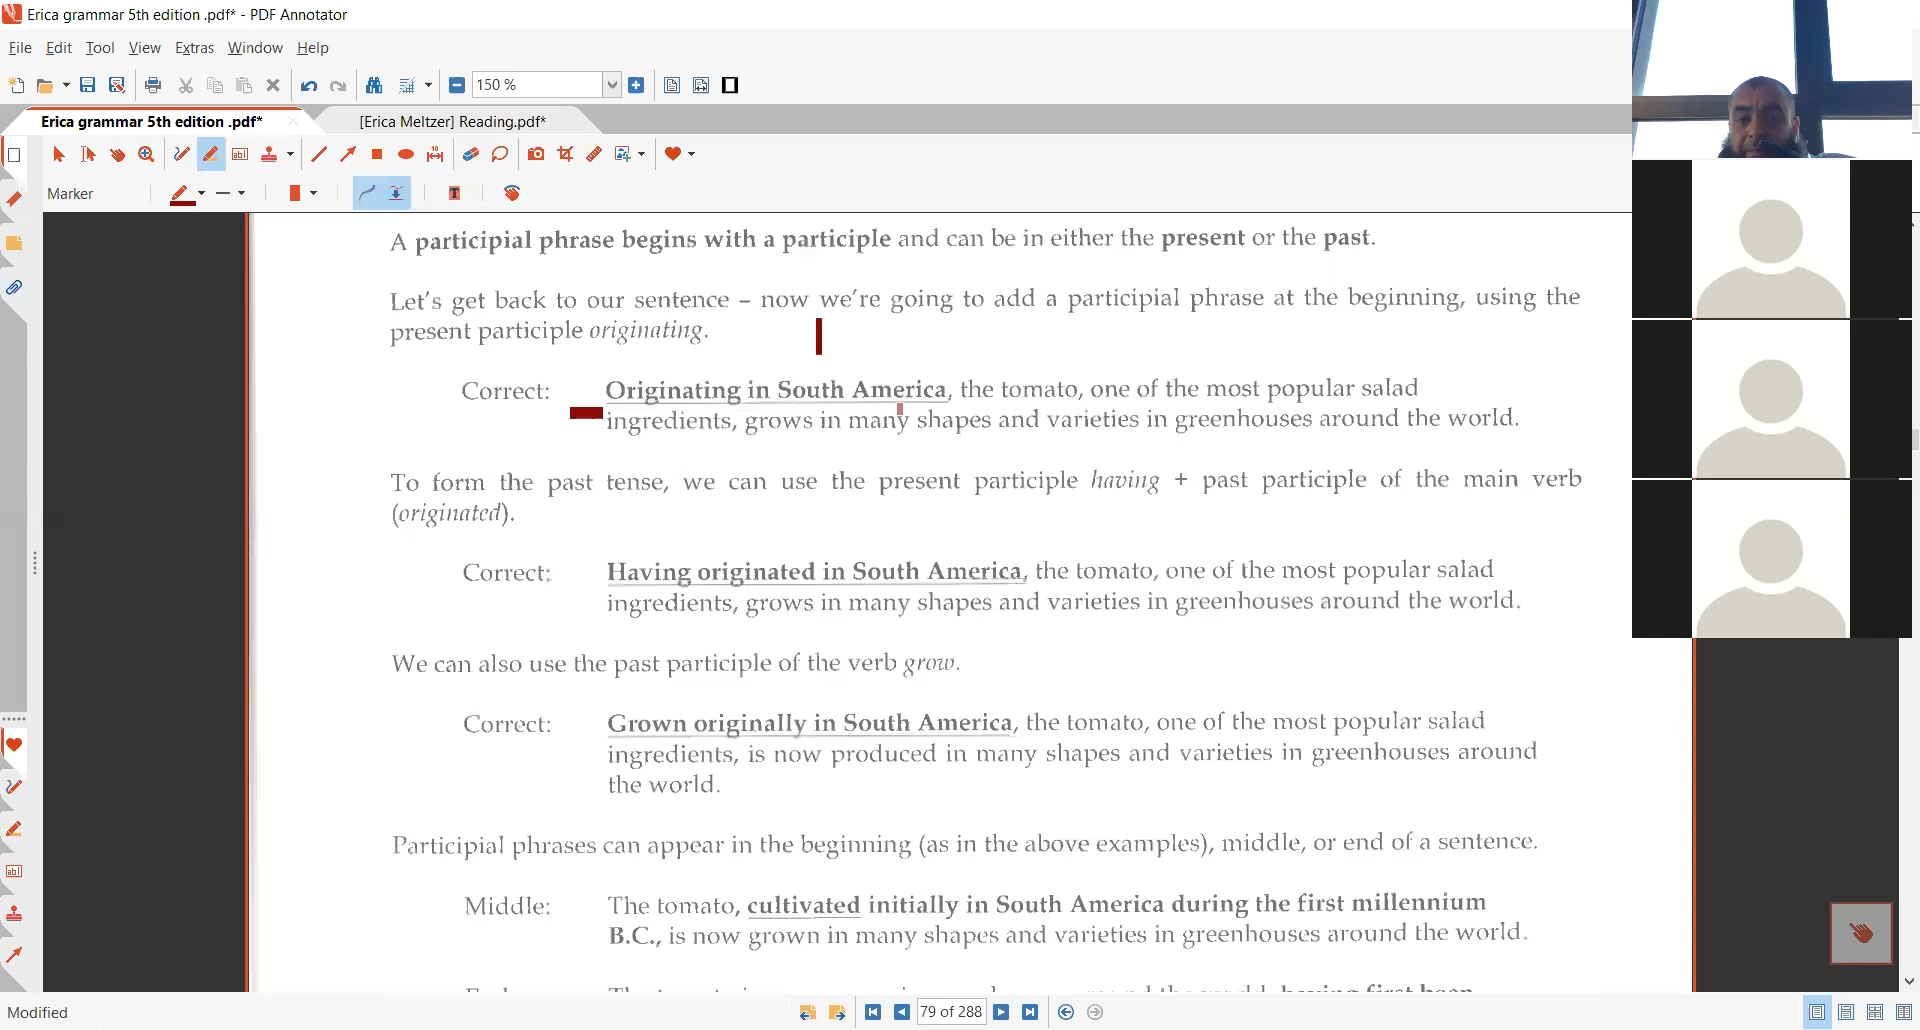 Erica grammar 5th edition .pdf* - PDF Annotator
File Edit Tool View Extras Window Help
150 %
Erica grammar 5th edition .pdf*
[Erica Meltzer] Reading.pdf*
Marker
A participial phrase begins with a participle and can be in either the present or the past.
Let's get back to our sentence – now we're going to add a participial phrase at the beginning, using the
present participle originating.
Correct: Originating in South America, the tomato, one of the most popular salad
ingredients, grows in many shapes and varieties in greenhouses around the world.
To form the past tense, we can use the present participle having + past participle of the main verb
(originated).
Correct: Having originated in South America, the tomato, one of the most popular salad
ingredients, grows in many shapes and varieties in greenhouses around the world.
We can also use the past participle of the verb grow.
Correct: Grown originally in South America, the tomato, one of the most popular salad
ingredients, is now produced in many shapes and varieties in greenhouses around
the world.
Participial phrases can appear in the beginning (as in the above examples), middle, or end of a sentence.
Middle: The tomato, cultivated initially in South America during the first millennium
B.C., is now grown in many shapes and varieties in greenhouses around the world.
Modified
79 of 288